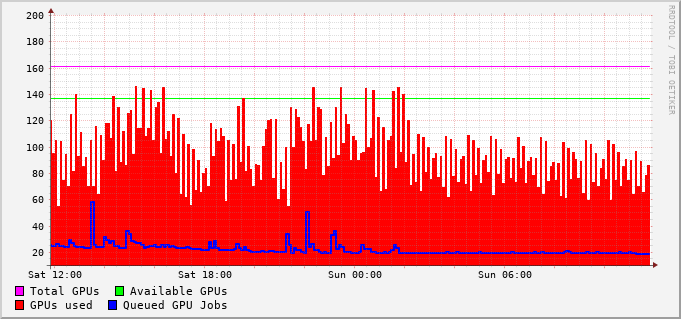 200
180
160
140
120
100
80
60
40
20
Sat 12:00 Sat 18:00 Sun 00:00 Sun 06:00
Total GPUs Available GPUs
GPUs used Queued GPU Jobs
RRDTOOL / TOBI OETIKER